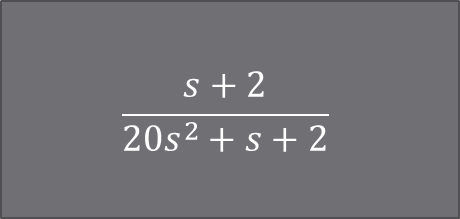 s + 2
20s² + s + 2